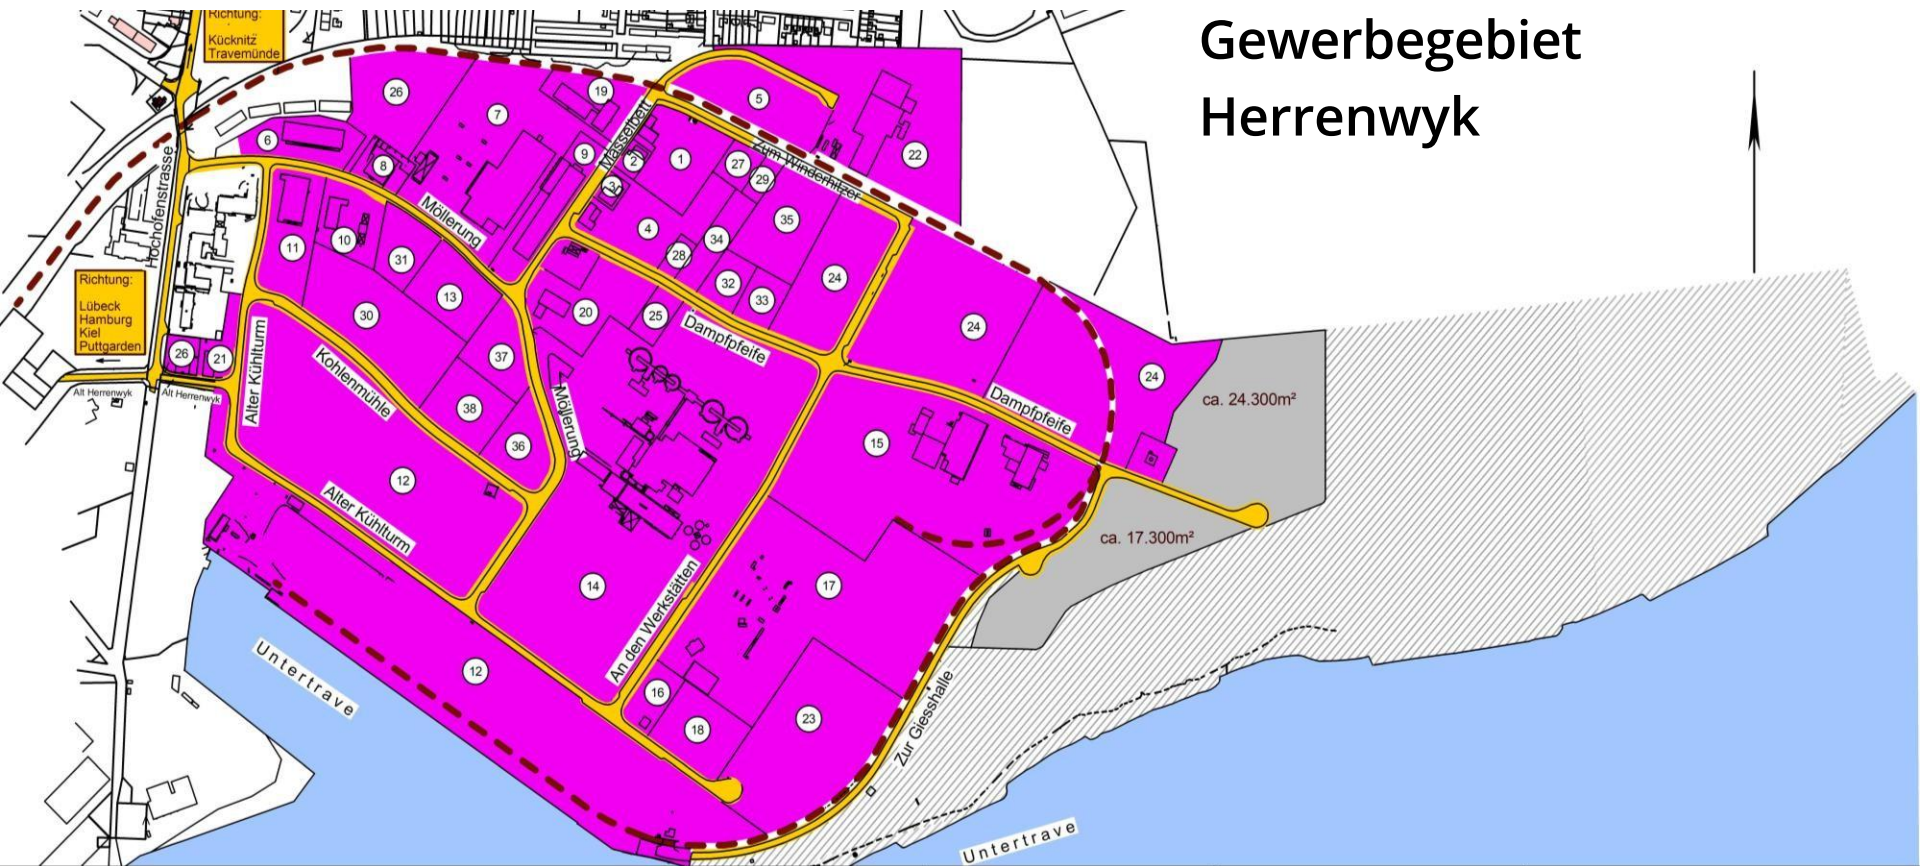 Gewerbegebiet
Herrenwyk
Richtung:
Kücknitz
Travemünde
26
7
19
5
22
6
8
9
Masselbett
2
1
27
29
Zum Winderhitzer
3
Hochofenstrasse
Möllerung
11
10
31
13
4
28
34
35
32
33
24
30
20
25
Dampfpfeife
24
24
Richtung:
Lübeck
Hamburg
Kiel
Puttgarden
26
21
Alt Herrenwyk
Alt Herrenwyk
Alter Kühlturm
Kohlenmühle
37
38
36
Möllerung
15
Dampfpfeife
ca. 24.300m²
12
Alter Kühlturm
14
An den Werkstätten
17
ca. 17.300m²
Untertrave
12
16
18
23
Zur Giesshalle
Untertrave